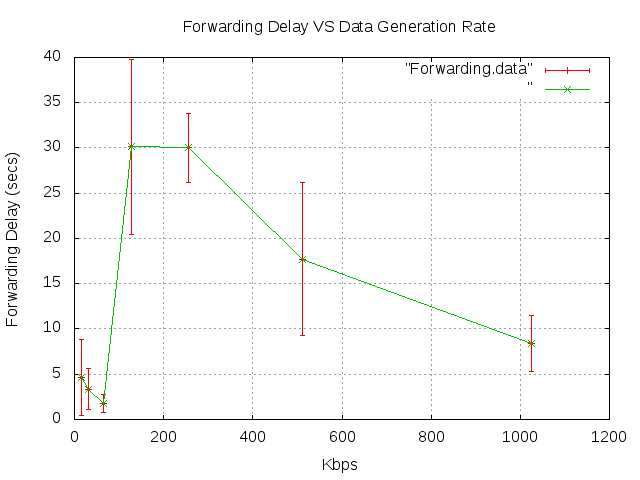 Forwarding Delay VS Data Generation Rate
40
"Forwarding.data"
"
35
30
25
20
15
10
5
0
Forwarding Delay (secs)
0 200 400 600 800 1000 1200
Kbps